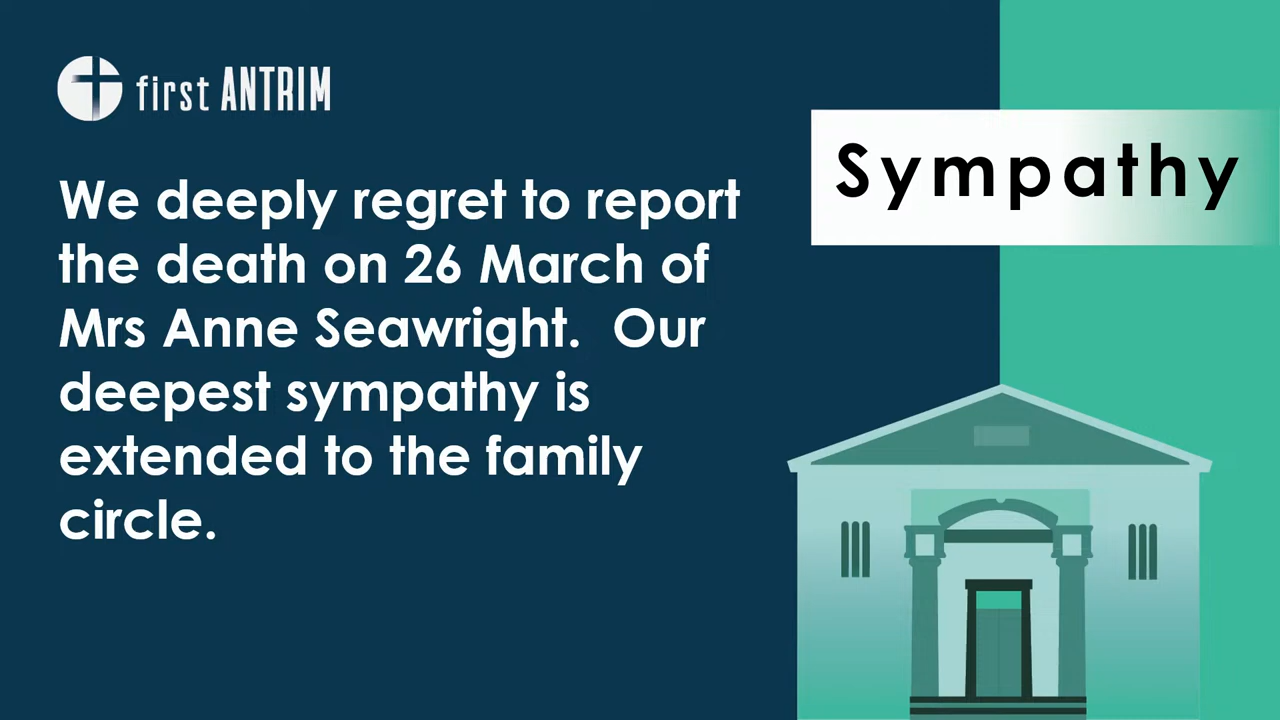 first ANTRIM
Sympathy
We deeply regret to report
the death on 26 March of
Mrs Anne Seawright.  Our
deepest sympathy is
extended to the family
circle.